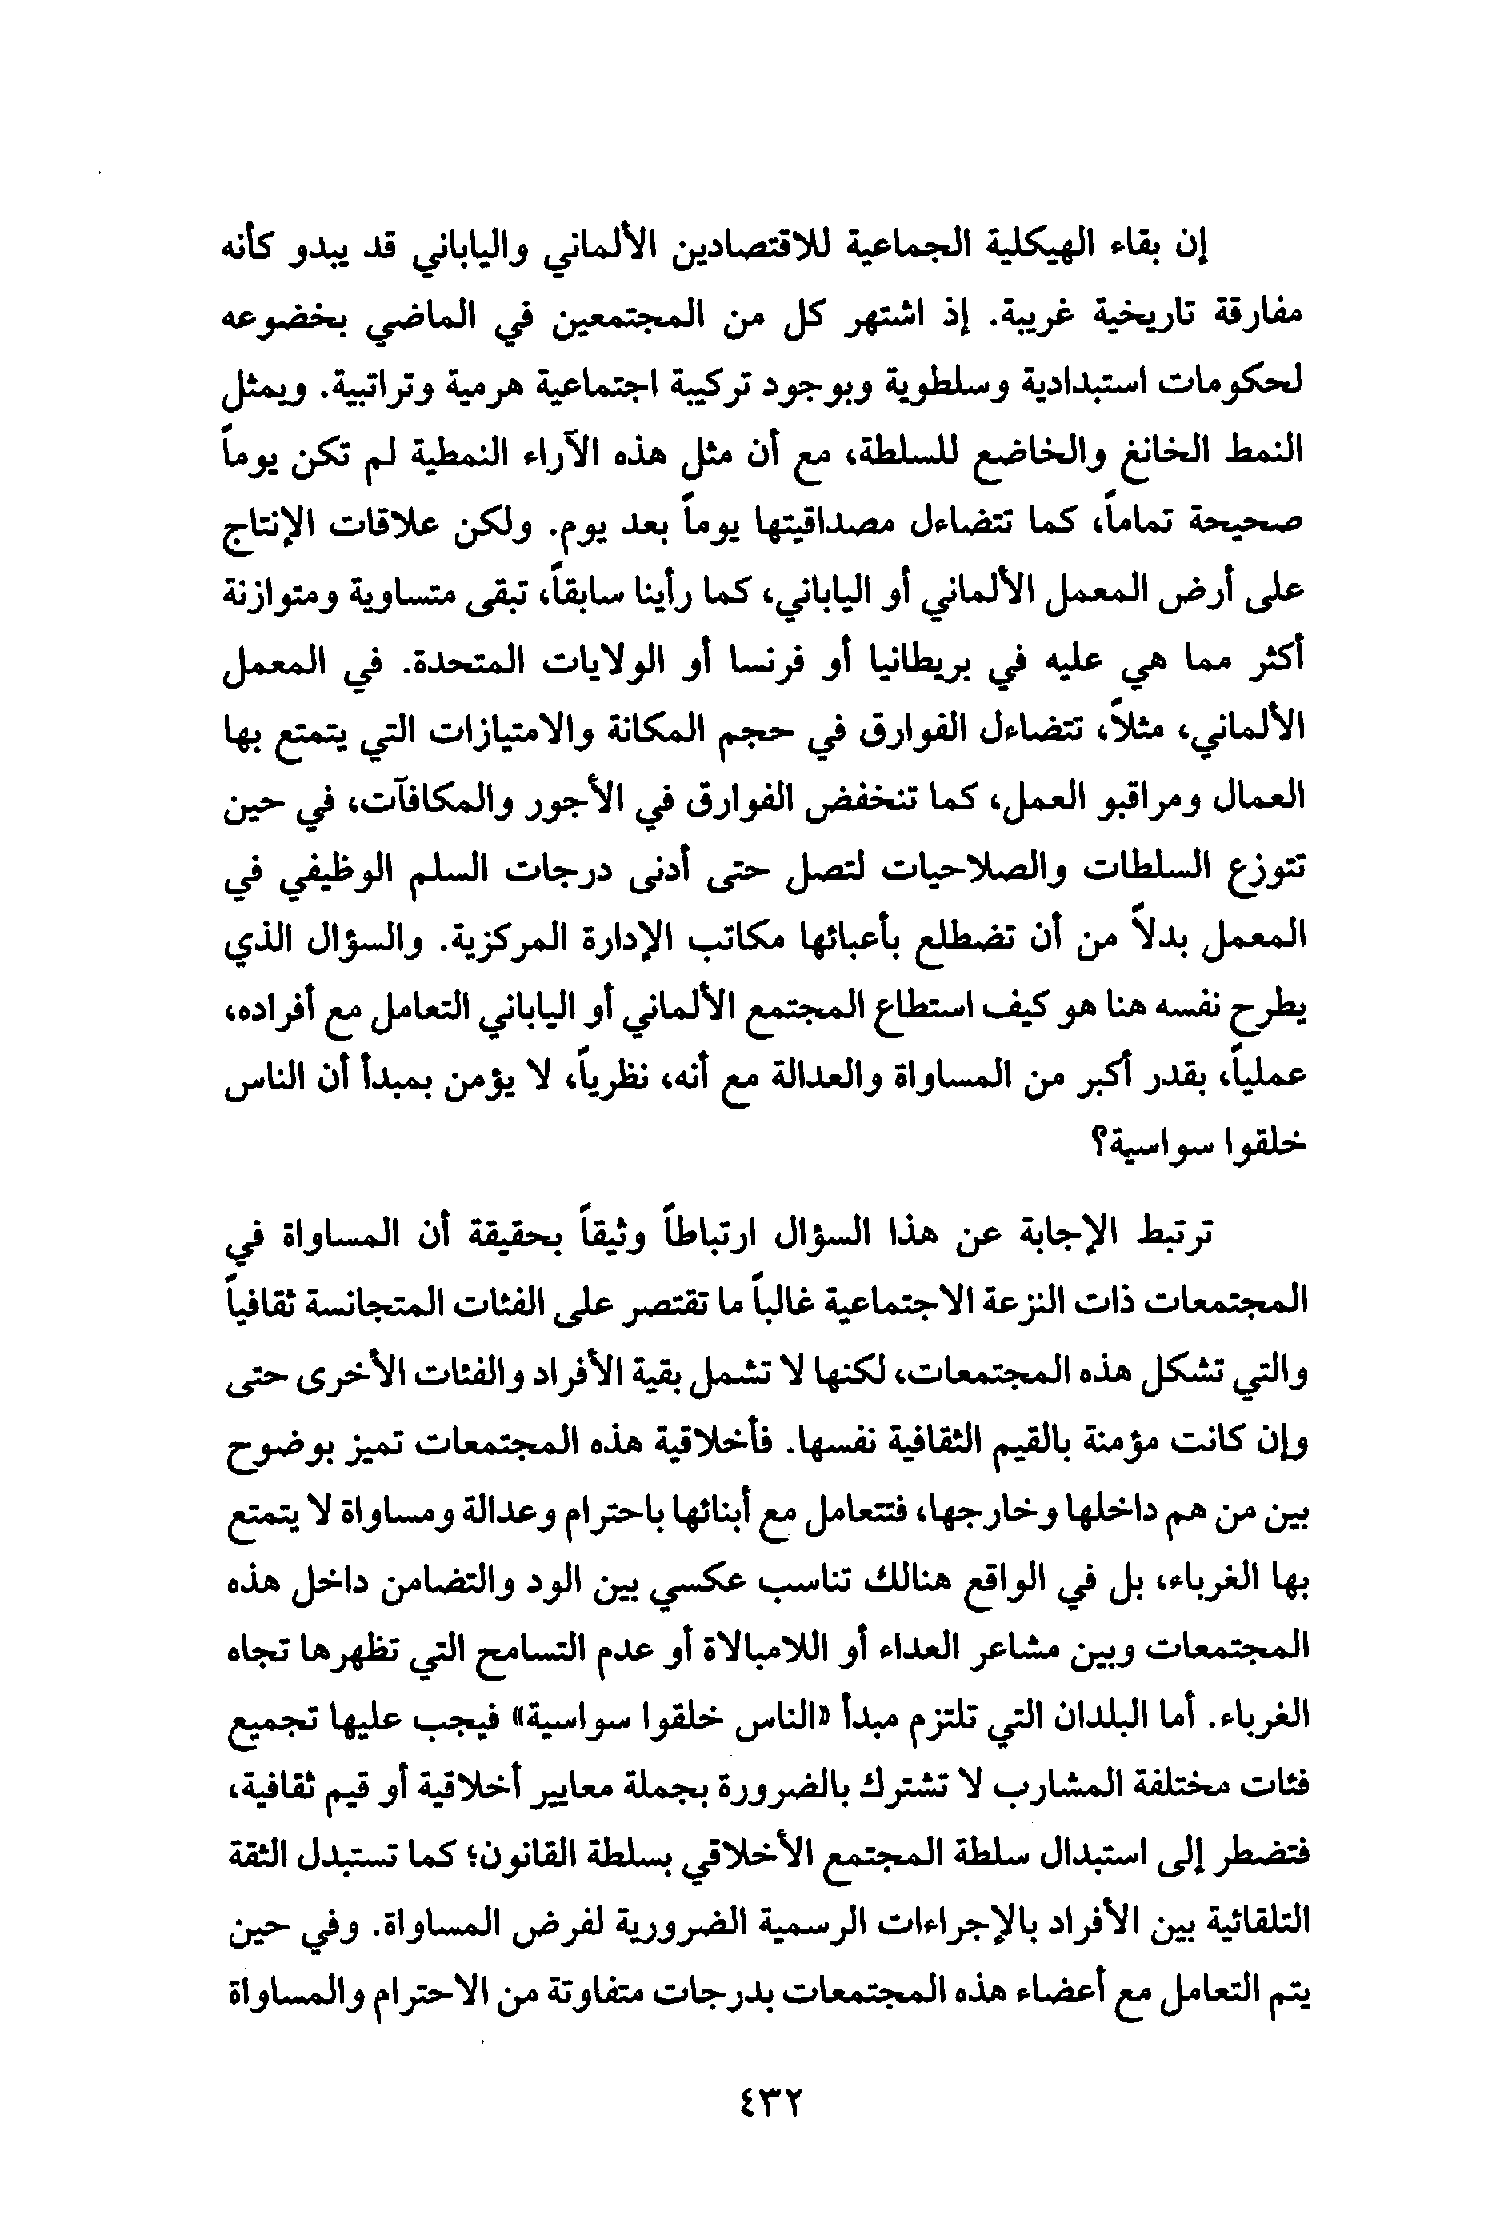 إن بقاء الهيكلية الجماعية للاقتصادين الألماني والياباني قد يبدو كأنه
مفارقة تاريخية غريبة. إذ اشتهر كل من المجتمعين في الماضي بخضوعه
لحكومات استبدادية وسلطوية وبوجود تركيبة اجتماعية هرمية وتراتبية. ويمثل
النمط الخانغ والخاضع للسلطة، مع أن مثل هذه الآراء النمطية لم تكن يوماً
صحيحة تماماً، كما تتضاءل مصداقيتها يوماً بعد يوم. ولكن علاقات الإنتاج
على أرض المعمل الألماني أو الياباني، كما رأينا سابقاً، تبقى متساوية ومتوازنة
أكثر مما هي عليه في بريطانيا أو فرنسا أو الولايات المتحدة. في المعمل
الألماني، مثلاً، تتضاءل الفوارق في حجم المكانة والامتيازات التي يتمتع بها
العمال ومراقبو العمل، كما تنخفض الفوارق في الأجور والمكافآت، في حين
تتوزع السلطات والصلاحيات لتصل حتى أدنى درجات السلم الوظيفي في
المعمل بدلاً من أن تضطلع بأعبائها مكاتب الإدارة المركزية. والسؤال الذي
يطرح نفسه هنا هو كيف استطاع المجتمع الألماني أو الياباني التعامل مع أفراده،
عملياً، بقدر أكبر من المساواة والعدالة مع أنه، نظرياً، لا يؤمن بمبدأ أن الناس
خلقوا سواسية؟
ترتبط الإجابة عن هذا السؤال ارتباطاً وثيقاً بحقيقة أن المساواة في
المجتمعات ذات النزعة الاجتماعية غالباً ما تقتصر على الفئات المتجانسة ثقافياً
والتي تشكل هذه المجتمعات، لكنها لا تشمل بقية الأفراد والفئات الأخرى حتى
وإن كانت مؤمنة بالقيم الثقافية نفسها. فأخلاقية هذه المجتمعات تميز بوضوح
بين من هم داخلها وخارجها، فتتعامل مع أبنائها باحترام وعدالة ومساواة لا يتمتع
بها الغرباء، بل في الواقع هنالك تناسب عكسي بين الود والتضامن داخل هذه
المجتمعات وبين مشاعر العداء أو اللامبالاة أو عدم التسامح التي تظهرها تجاه
الغرباء. أما البلدان التي تلتزم مبدأ «الناس خلقوا سواسية» فيجب عليها تجميع
فئات مختلفة المشارب لا تشترك بالضرورة بجملة معايير أخلاقية أو قيم ثقافية،
فتضطر إلى استبدال سلطة المجتمع الأخلاقي بسلطة القانون؛ كما تستبدل الثقة
التلقائية بين الأفراد بالإجراءات الرسمية الضرورية لفرض المساواة. وفي حين
يتم التعامل مع أعضاء هذه المجتمعات بدرجات متفاوتة من الاحترام والمساواة
٤٣٢